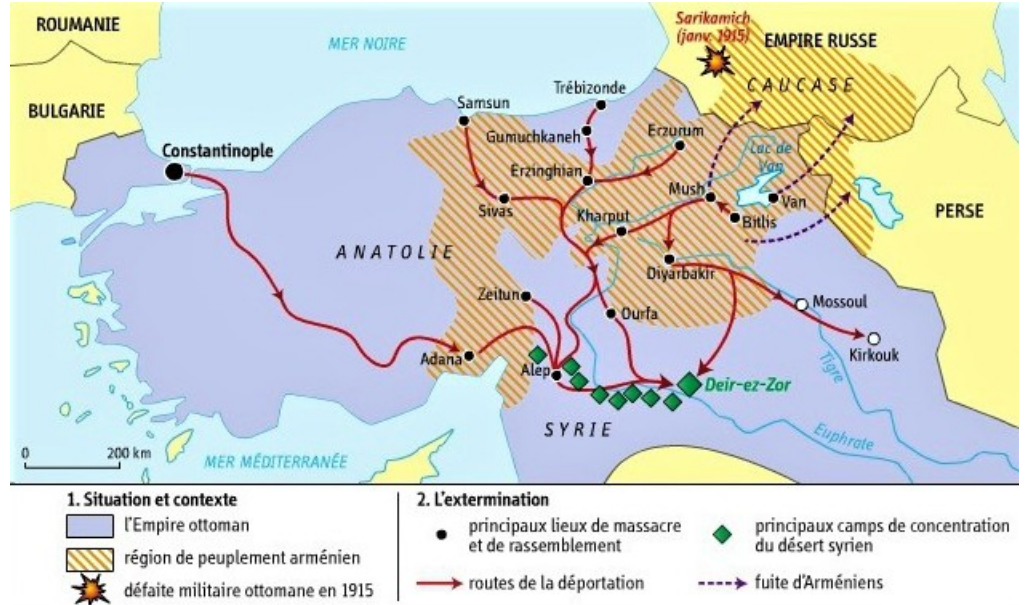 ROUMANIE
BULGARIE
MER NOIRE
Sarikamich
(janv. 1915)
EMPIRE RUSSE
CAUCASE
Constantinople
Samsun
Trébizonde
Gumuchkaneh
Erzurum
Erzinghian
Lac de
Van
Sivas
Mush
Van
Kharput
Bitlis
PERSE
ANATOLIE
Diyarbakir
Zeitun
Ourfa
Mossoul
Kirkouk
Adana
Alep
Deir-ez-Zor
Tigre
SYRIE
Euphrate
0 200 km
MER MÉDITERRANÉE
1. Situation et contexte
l'Empire ottoman
région de peuplement arménien
défaite militaire ottomane en 1915
2. L'extermination
principaux lieux de massacre
et de rassemblement
routes de la déportation
principaux camps de concentration
du désert syrien
fuite d'Arméniens